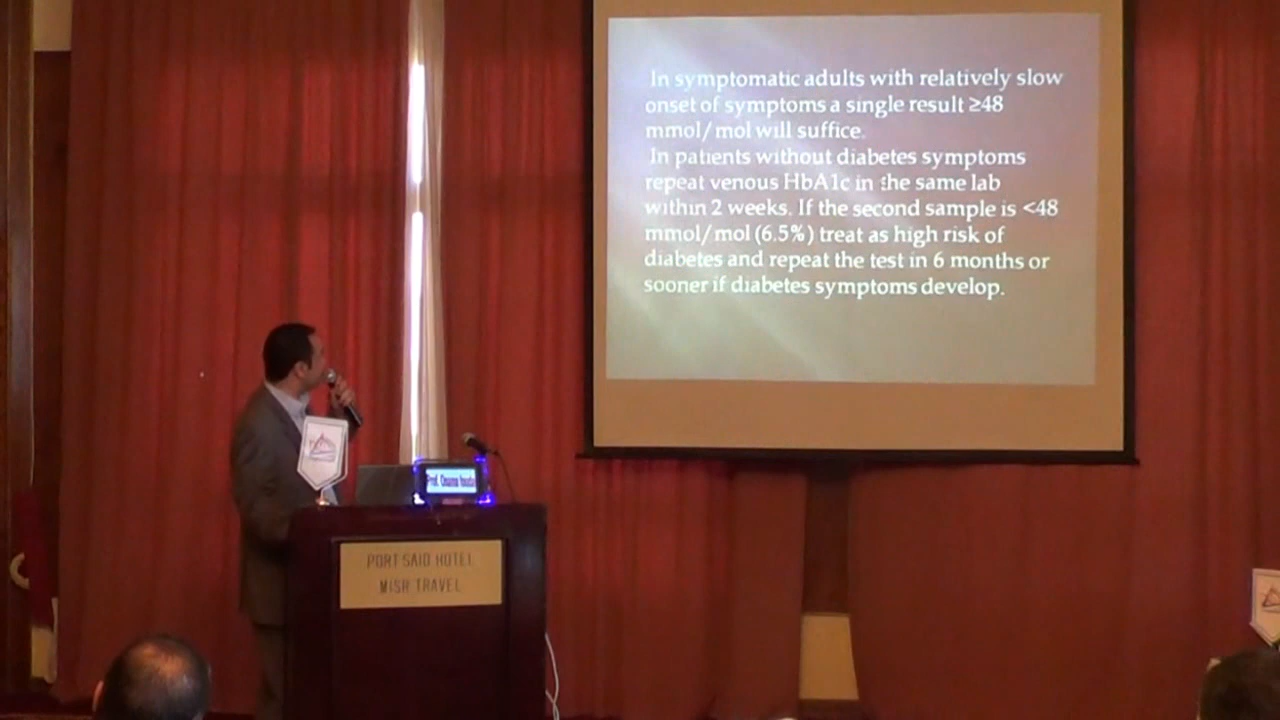 In symptomatic adults with relatively slow
onset of symptoms a single result ≥48
mmol/mol will suffice.
In patients without diabetes symptoms
repeat venous HbA1c in the same lab
within 2 weeks. If the second sample is <48
mmol/mol (6.5%) treat as high risk of
diabetes and repeat the test in 6 months or
sooner if diabetes symptoms develop.
Prof. Osama
PORT SAID HOTEL
MISR TRAVEL